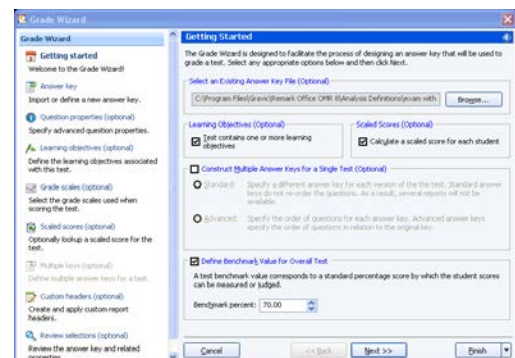 Grade Wizard
Grade Wizard
Getting started
Welcome to the Grade Wizard!
Answer key
Import or define a new answer key.
Question properties (optional)
Specify advanced question properties.
Learning objectives (optional)
Define the learning objectives associated
with this test.
Grade scales (optional)
Select the grade scales used when
scoring the test.
Scaled scores (optional)
Optionally lookup a scaled score for the
test.
Multiple keys (optional)
Define multiple answer keys for a test.
Custom headers (optional)
Create and apply custom report
headers.
Review selections (optional)
Review the answer key and related
properties.
Getting Started
The Grade Wizard is designed to facilitate the process of designing an answer key that will be used to
grade a test. Select any appropriate options below and then click Next.
Select an Existing Answer Key File (Optional)
C:\Program Files\Gravic\Remark Office OMR 8\Analysis Definitions\exam with
Browse...
Learning Objectives (Optional)
Test contains one or more learning
objectives
Scaled Scores (Optional)
Calculate a scaled score for each student
Construct Multiple Answer Keys for a Single Test (Optional)
Standard: Specify a different answer key for each version of the the test. Standard answer
keys do not re-order the questions. As a result, several reports will not be
available.
Advanced: Specify the order of questions for each answer key. Advanced answer keys
specify the order of questions in relation to the original key.
Define Benchmark Value for Overall Test
A test benchmark value corresponds to a standard percentage score by which the student scores
can be measured or judged.
Benchmark percent: 70.00
Cancel
<< Back
Next >>
Finish